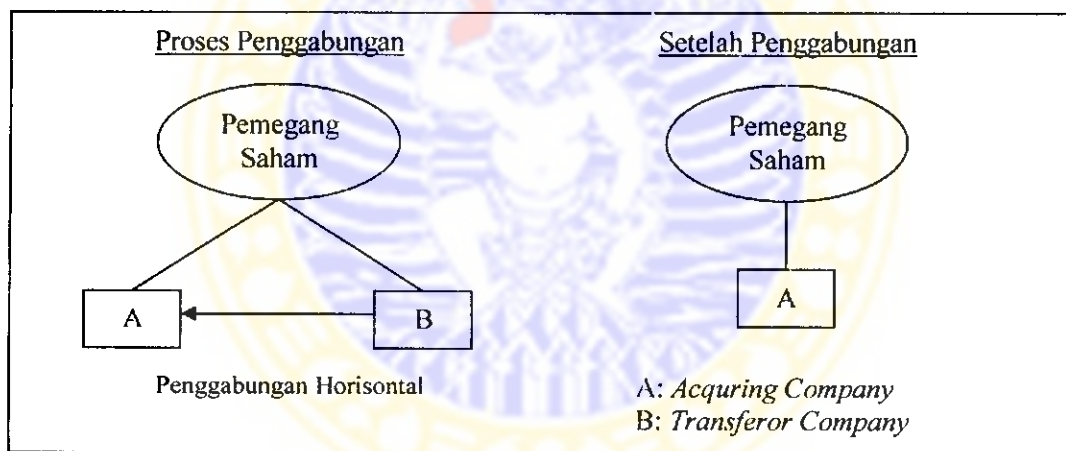 Proses Penggabungan
Pemegang
Saham
A
B
Penggabungan Horisontal
Setelah Penggabungan
Pemegang
Saham
A
A: Acquring Company
B: Transferor Company